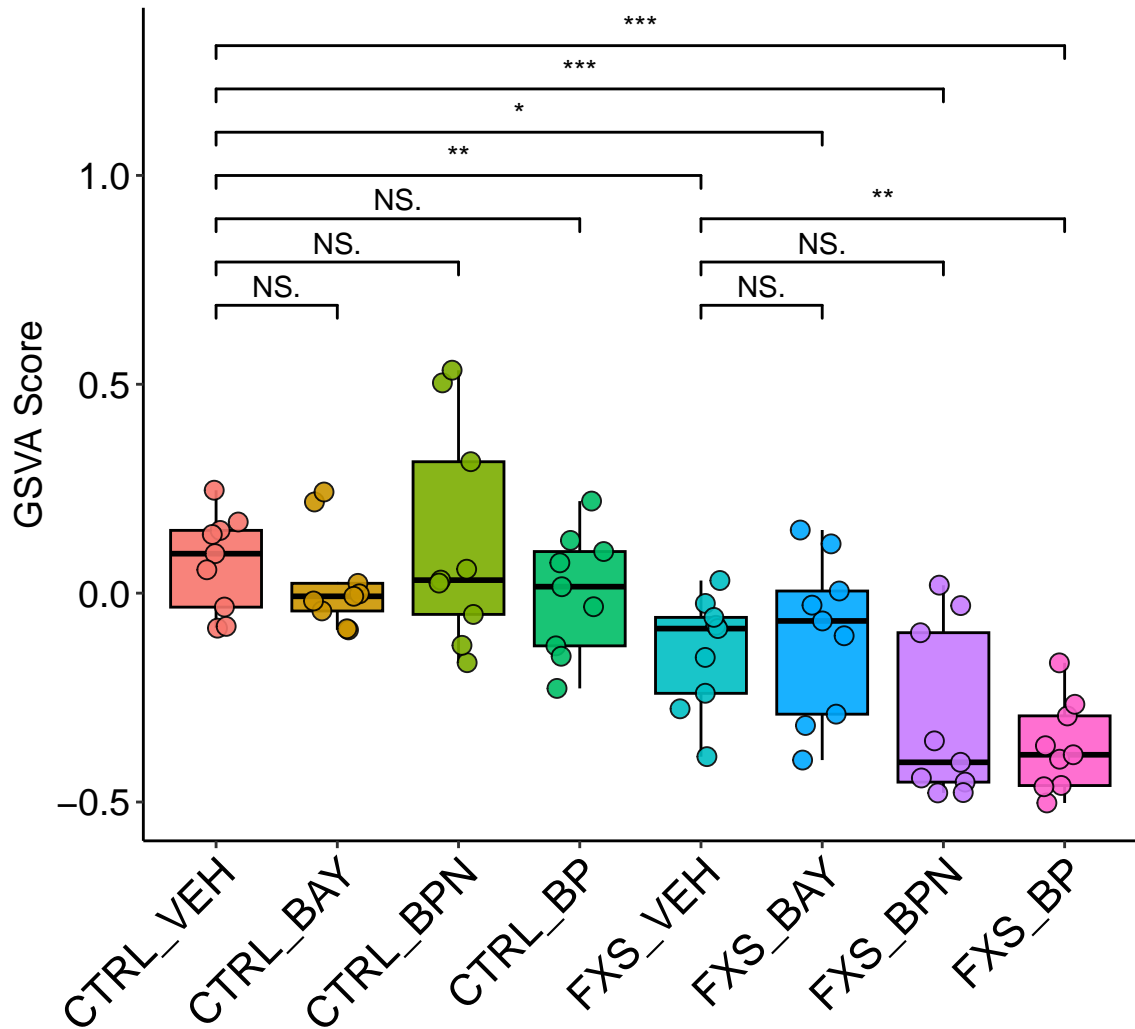 ***
***
*
**
NS.
**
NS.
NS.
NS.
NS.
1.0
0.5
0.0
−0.5
GSVA Score
CTRL_VEH
CTRL_BAY
CTRL_BPN
CTRL_BP
FXS_VEH
FXS_BAY
FXS_BPN
FXS_BP